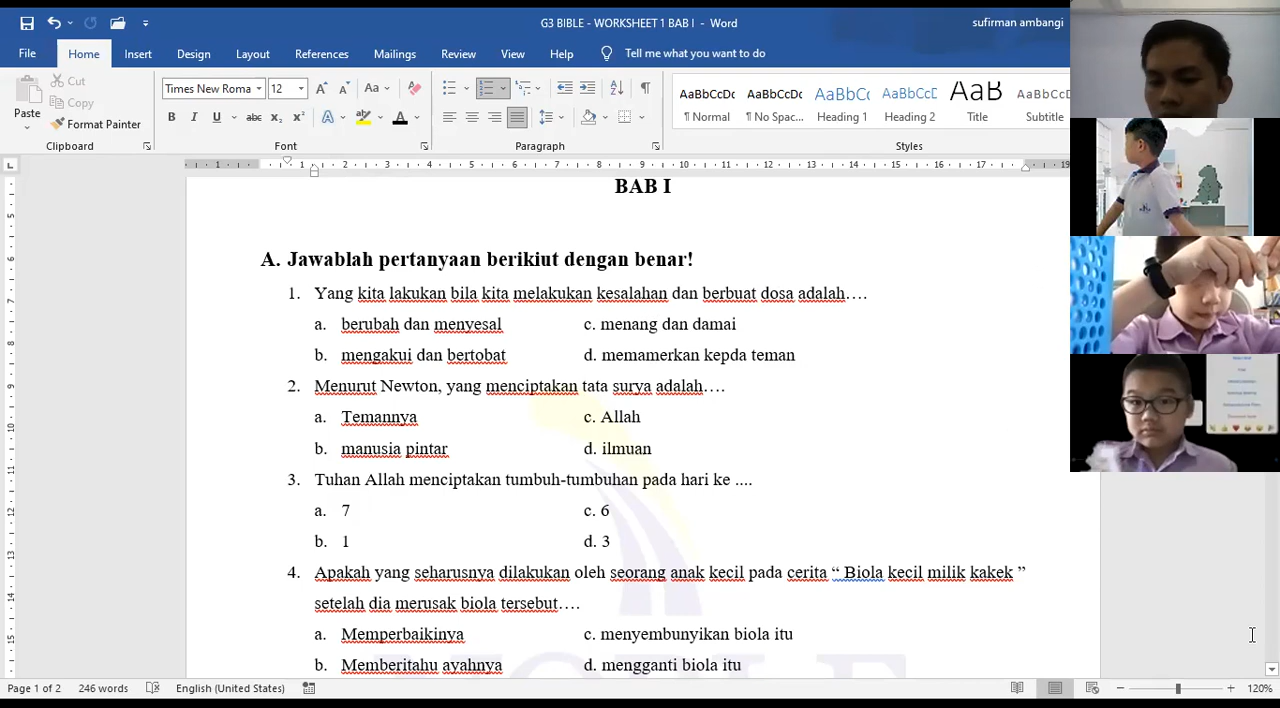 G3 BIBLE - WORKSHEET 1 BAB I - Word
sufirman ambangi
File Home Insert Design Layout References Mailings Review View Help Tell me what you want to do
Paste
Cut
Copy
Format Painter
Times New Roma 12
Normal
No Spac...
Heading 1
Heading 2
Title
Subtitle
Clipboard Font Paragraph Styles
BAB I
A. Jawablah pertanyaan berikiut dengan benar!
1. Yang kita lakukan bila kita melakukan kesalahan dan berbuat dosa adalah….
a. berubah dan menyesal c. menang dan damai
b. mengakui dan bertobat d. memamerkan kepda teman
2. Menurut Newton, yang menciptakan tata surya adalah….
a. Temannya c. Allah
b. manusia pintar d. ilmuan
3. Tuhan Allah menciptakan tumbuh-tumbuhan pada hari ke ....
a. 7 c. 6
b. 1 d. 3
4. Apakah yang seharusnya dilakukan oleh seorang anak kecil pada cerita “ Biola kecil milik kakek ”
setelah dia merusak biola tersebut….
a. Memperbaikinya c. menyembunyikan biola itu
b. Memberitahu ayahnya d. mengganti biola itu
Page 1 of 2 246 words English (United States) 120%